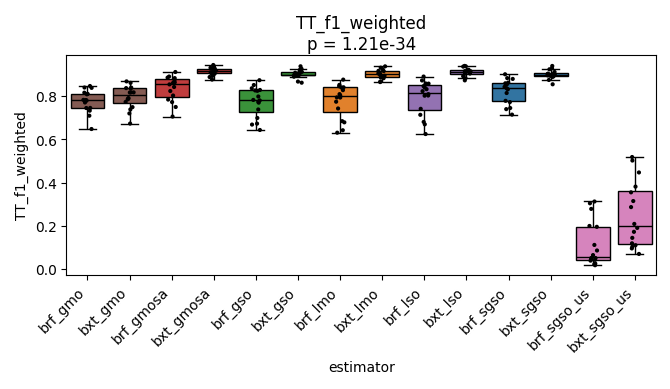 TT_f1_weighted
p = 1.21e-34
TT_f1_weighted
0.8
0.6
0.4
0.2
0.0
brf_gmo
bxt_gmo
brf_gmosa
bxt_gmosa
brf_gso
bxt_gso
brf_lmo
bxt_lmo
brf_lso
bxt_lso
brf_sgso
bxt_sgso
brf_sgso_us
bxt_sgso_us
estimator